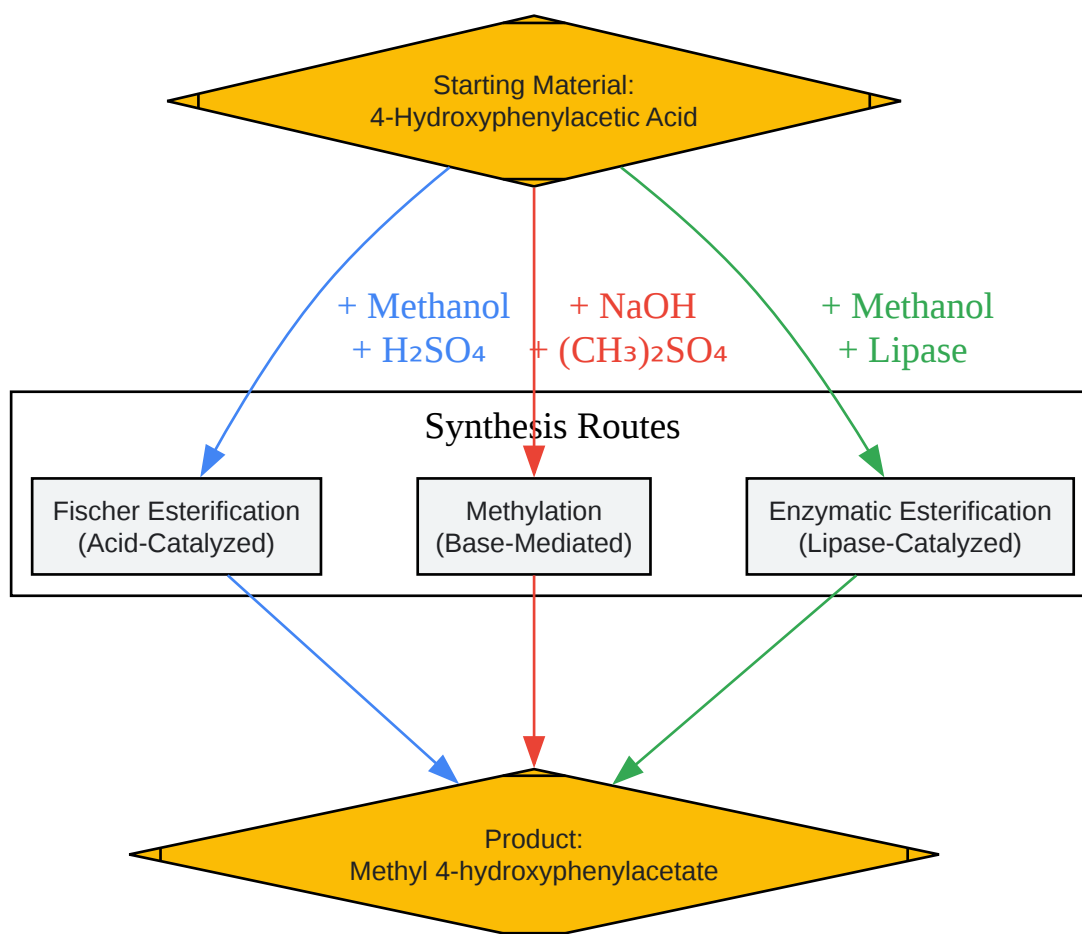 Starting Material:
4-Hydroxyphenylacetic Acid
+ Methanol
+ H₂SO₄
+ NaOH
+ (CH₃)₂SO₄
+ Methanol
+ Lipase
Synthesis Routes
Fischer Esterification
(Acid-Catalyzed)
Methylation
(Base-Mediated)
Enzymatic Esterification
(Lipase-Catalyzed)
Product:
Methyl 4-hydroxyphenylacetate